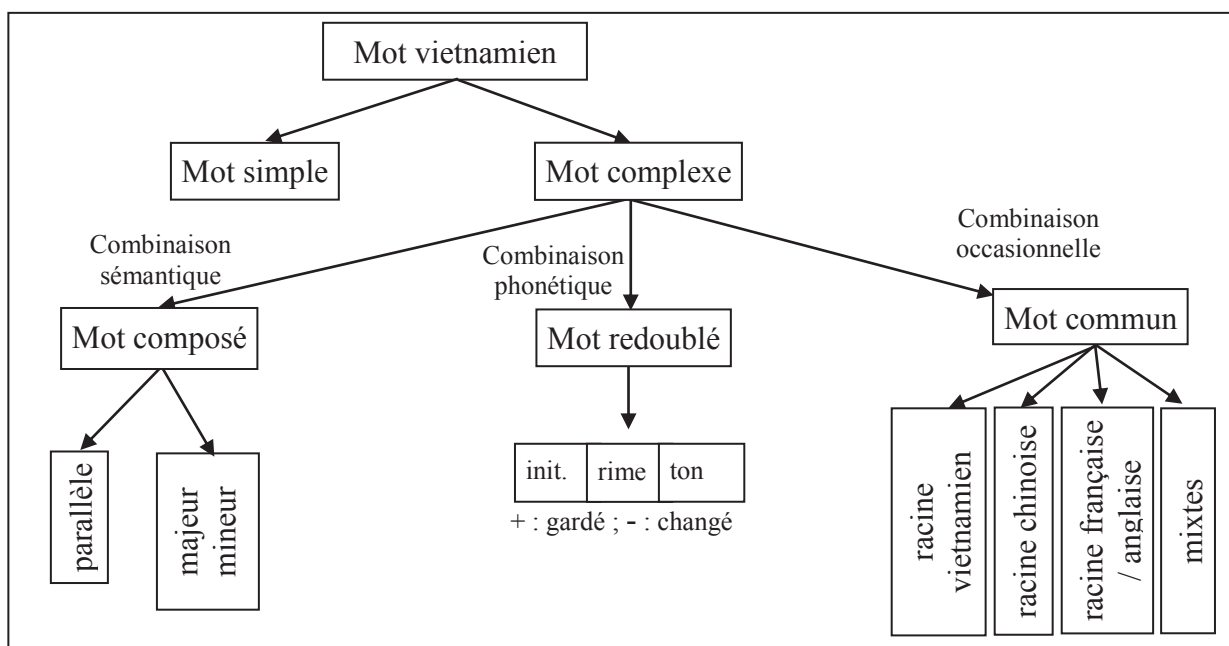 Mot vietnamien
Mot simple
Mot complexe
Combinaison
sémantique
Combinaison
phonétique
Combinaison
occasionnelle
Mot composé
Mot redoublé
Mot commun
parallèle
majeur
mineur
init.
rime
ton
+ : gardé ; - : changé
racine
vietnamien
racine chinoise
racine française
/ anglaise
mixtes